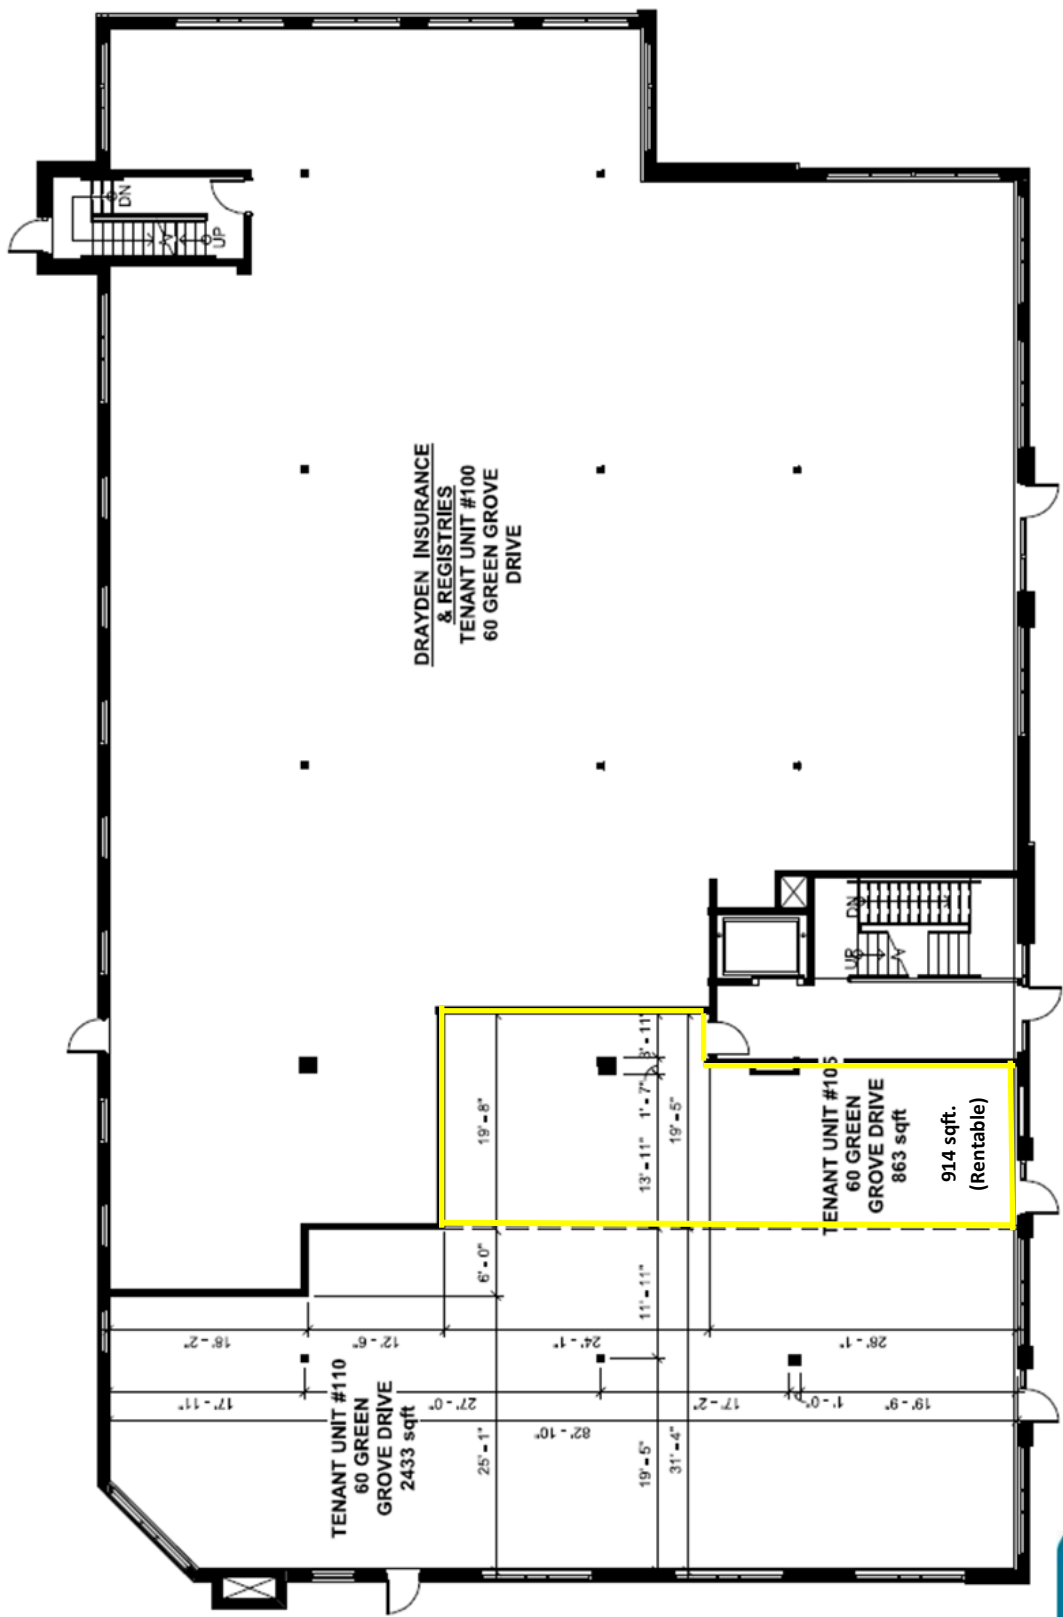 DN
UP
DRAYDEN INSURANCE
& REGISTRIES
TENANT UNIT #100
60 GREEN GROVE
DRIVE
DN
UP
TENANT UNIT #105
60 GREEN
GROVE DRIVE
863 sqft
914 sqft.
(Rentable)
19'-8"
3'-11"
1'-7"
13'-11"
19'-5"
6'-0"
11'-11"
18'-2"
12'-6"
24'-1"
28'-1"
17'-11"
27'-0"
17'-2"
1'-0"
19'-9"
82'-10"
25'-1"
19'-5"
31'-4"
TENANT UNIT #110
60 GREEN
GROVE DRIVE
2433 sqft